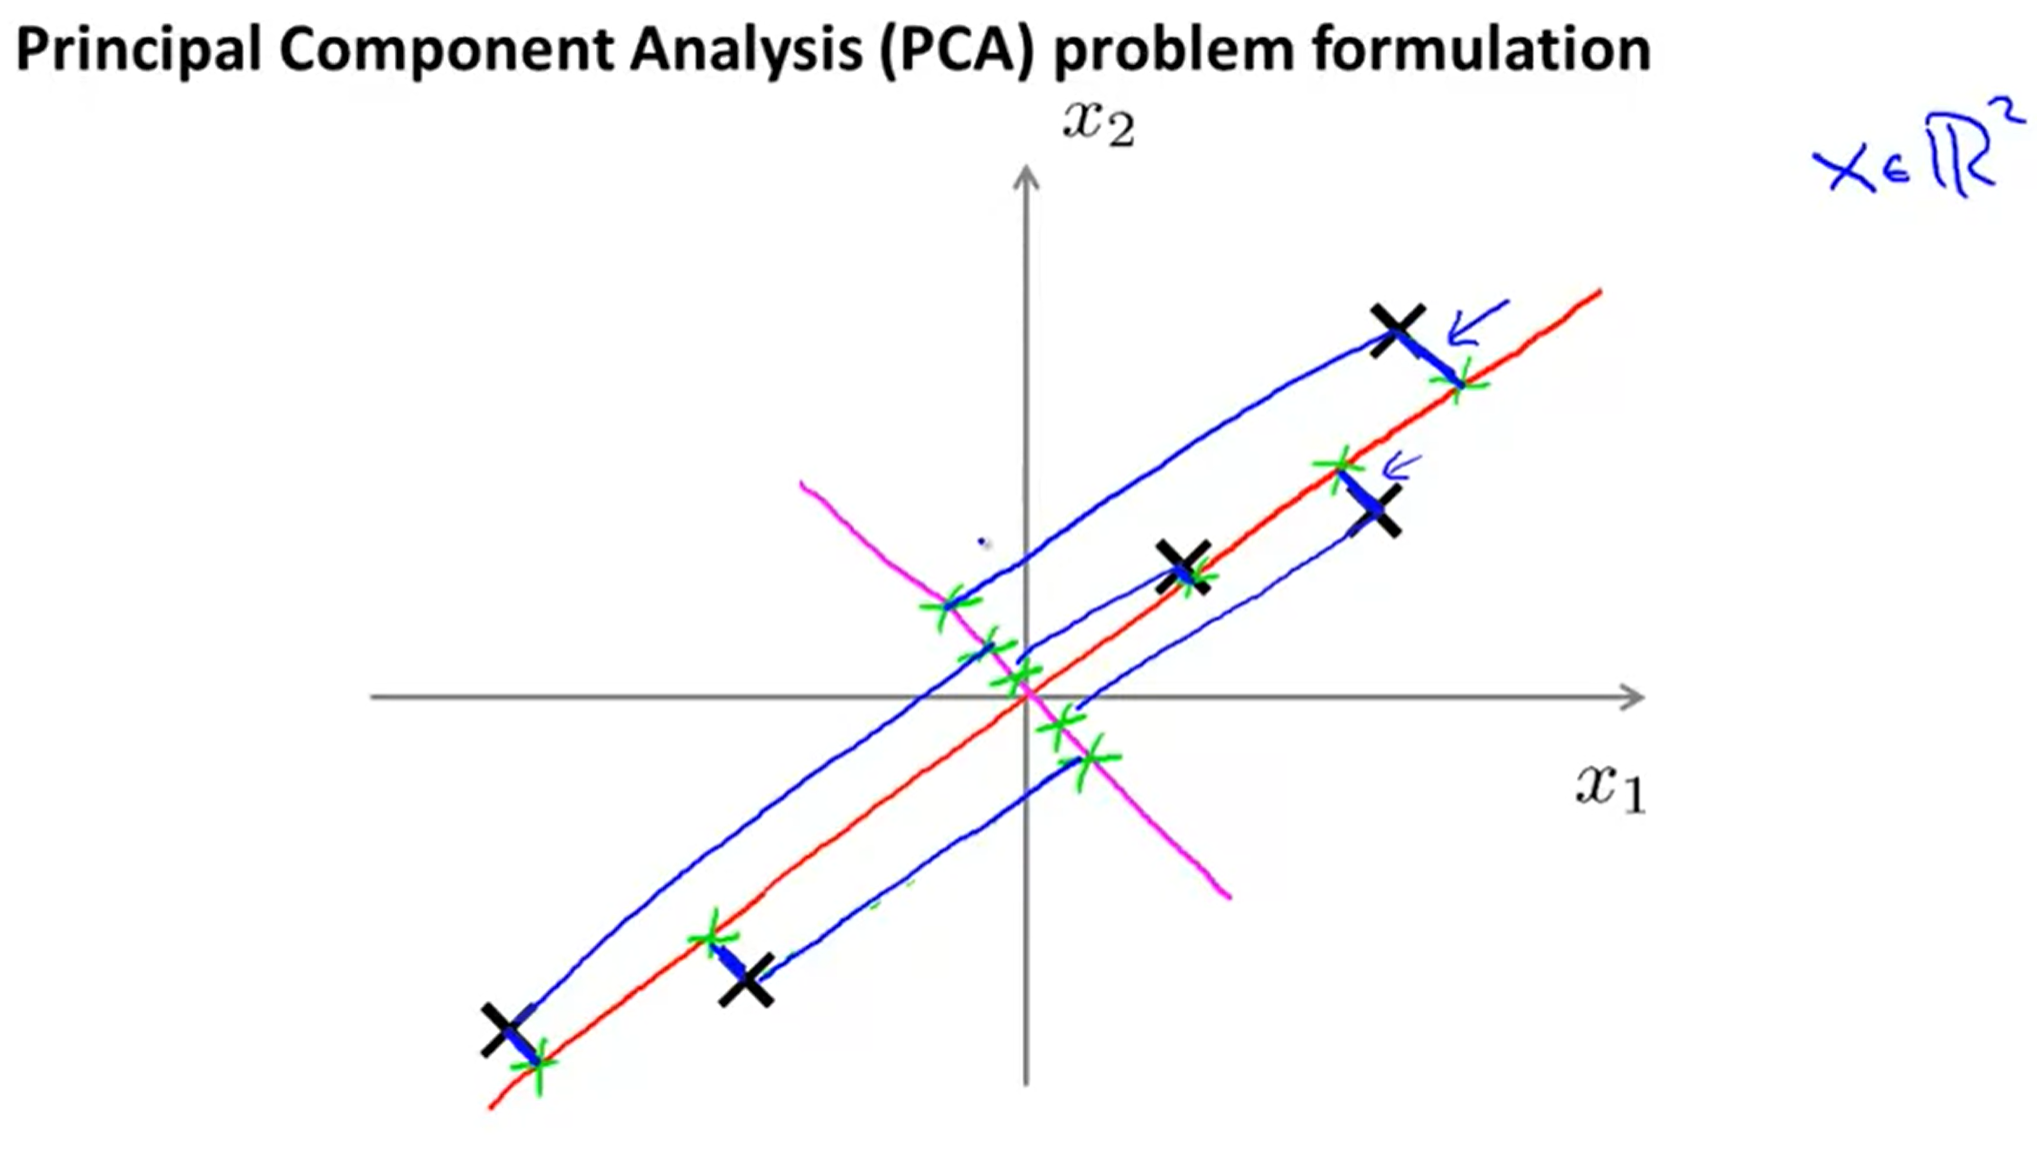 Principal Component Analysis (PCA) problem formulation
x₂
x ∈ ℝ²
x₁